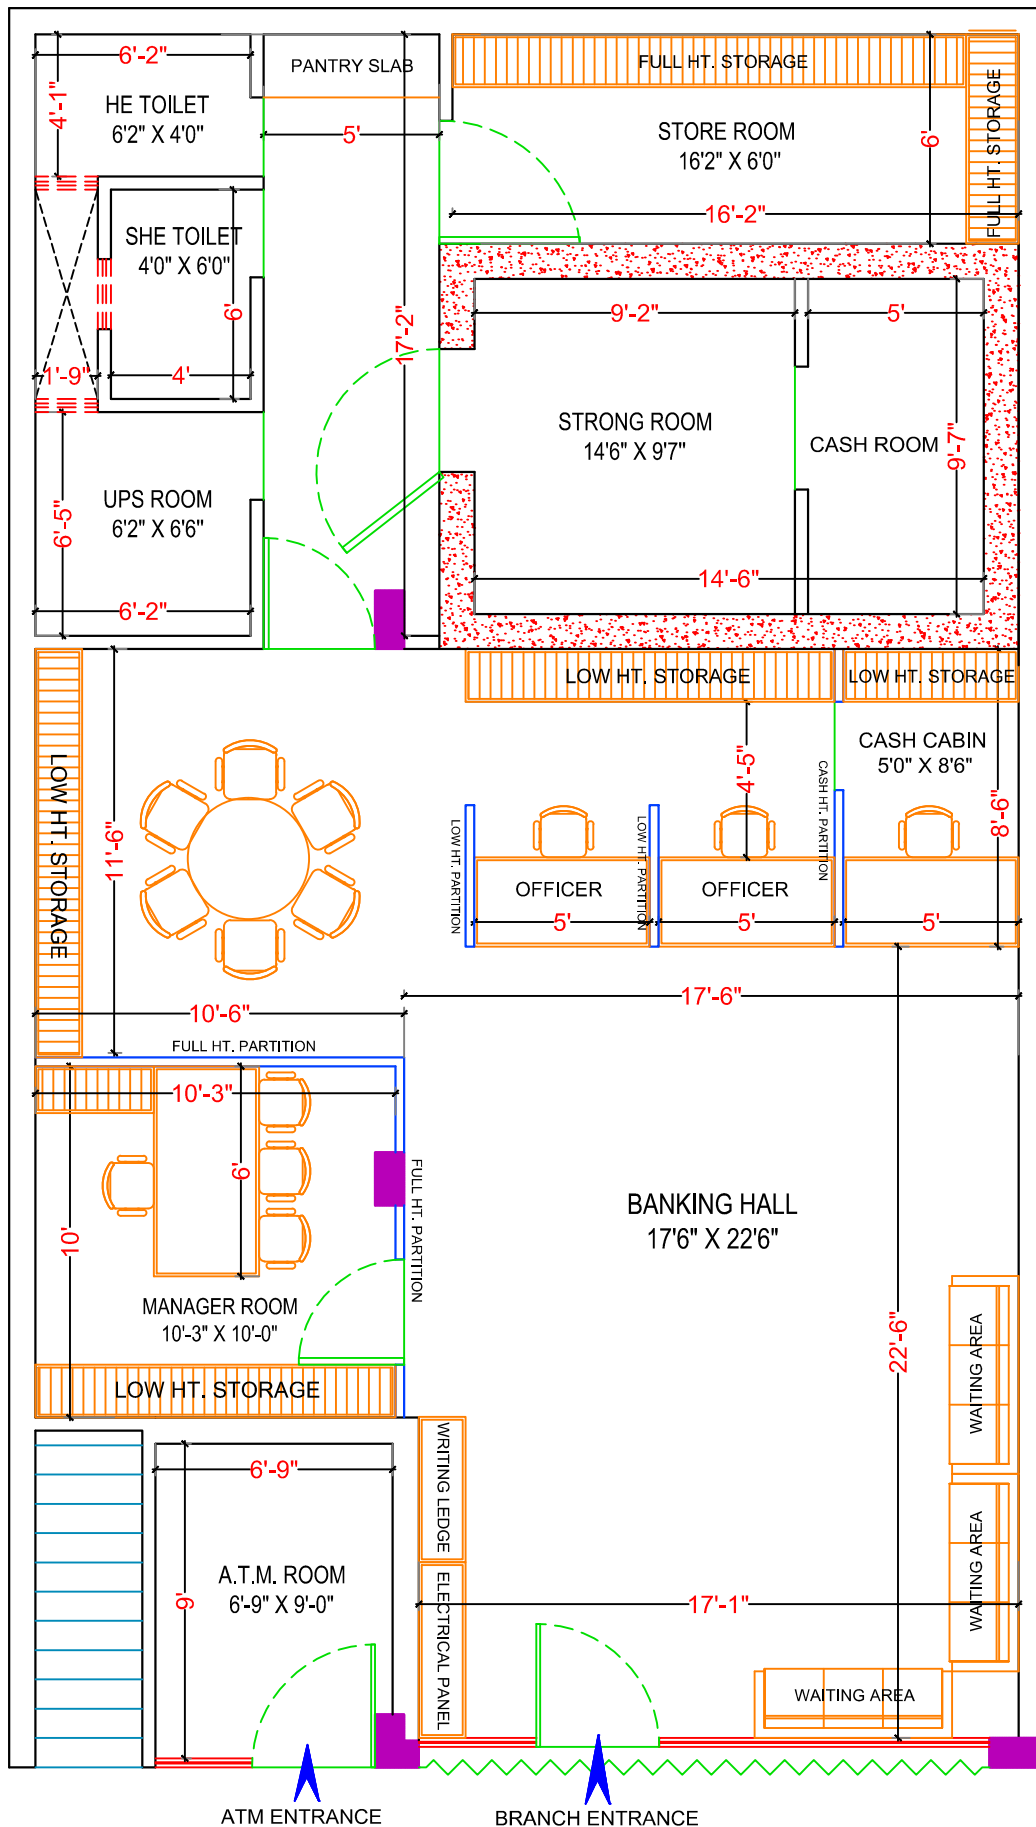 6'-2"
PANTRY SLAB
FULL HT. STORAGE
FULL HT. STORAGE
HE TOILET
6'2" X 4'0"
4'-1"
5'
STORE ROOM
16'2" X 6'0"
6'
16'-2"
SHE TOILET
4'0" X 6'0"
6'
1'-9"
4'
17'-2"
9'-2"
5'
STRONG ROOM
14'6" X 9'7"
CASH ROOM
9'-7"
14'-6"
UPS ROOM
6'2" X 6'6"
6'-5"
6'-2"
LOW HT. STORAGE
LOW HT. STORAGE
LOW HT. STORAGE
CASH CABIN
5'0" X 8'6"
4'-5"
CASH HT. PARTITION
8'-6"
11'-6"
LOW HT. PARTITION
LOW HT. PARTITION
OFFICER
OFFICER
5'
5'
5'
10'-6"
17'-6"
FULL HT. PARTITION
10'-3"
6'
FULL HT. PARTITION
10'
MANAGER ROOM
10'-3" X 10'-0"
LOW HT. STORAGE
BANKING HALL
17'6" X 22'6"
22'-6"
WAITING AREA
WRITING LEDGE
6'-9"
A.T.M. ROOM
6'-9" X 9'-0"
9'
ELECTRICAL PANEL
17'-1"
WAITING AREA
WAITING AREA
ATM ENTRANCE
BRANCH ENTRANCE